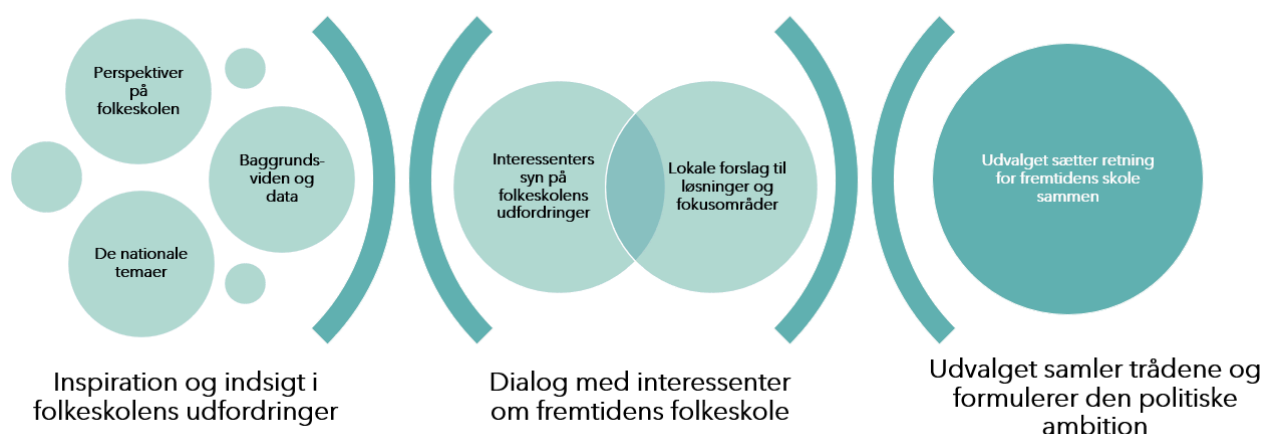 Perspektiver
på
folkeskolen
Baggrunds-
viden og
data
De nationale
temaer
Inspiration og indsigt i
folkeskolens udfordringer
Interessenters
syn på
folkeskolens
udfordringer
Lokale forslag til
løsninger og
fokusområder
Dialog med interessenter
om fremtidens folkeskole
Udvalget sætter retning
for fremtidens skole
sammen
Udvalget samler trådene og
formulerer den politiske
ambition